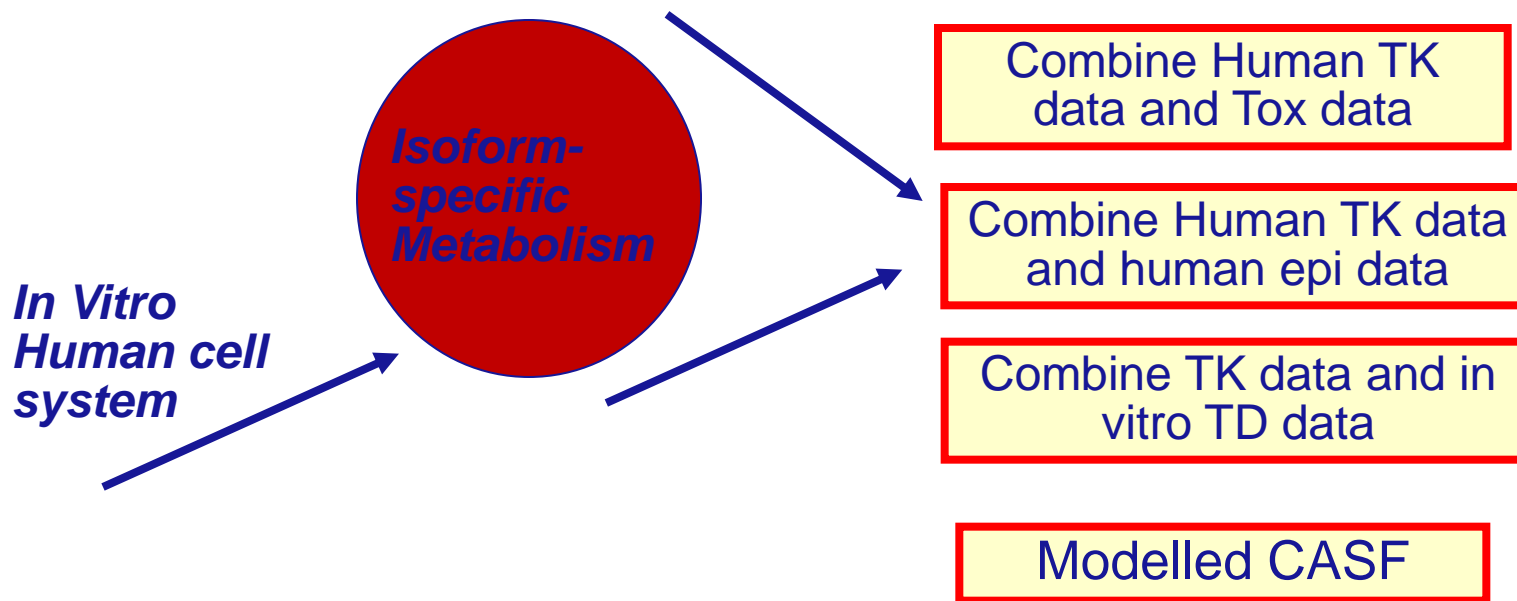 Isoform-
specific
Metabolism
In Vitro
Human cell
system
Combine Human TK
data and Tox data
Combine Human TK data
and human epi data
Combine TK data and in
vitro TD data
Modelled CASF